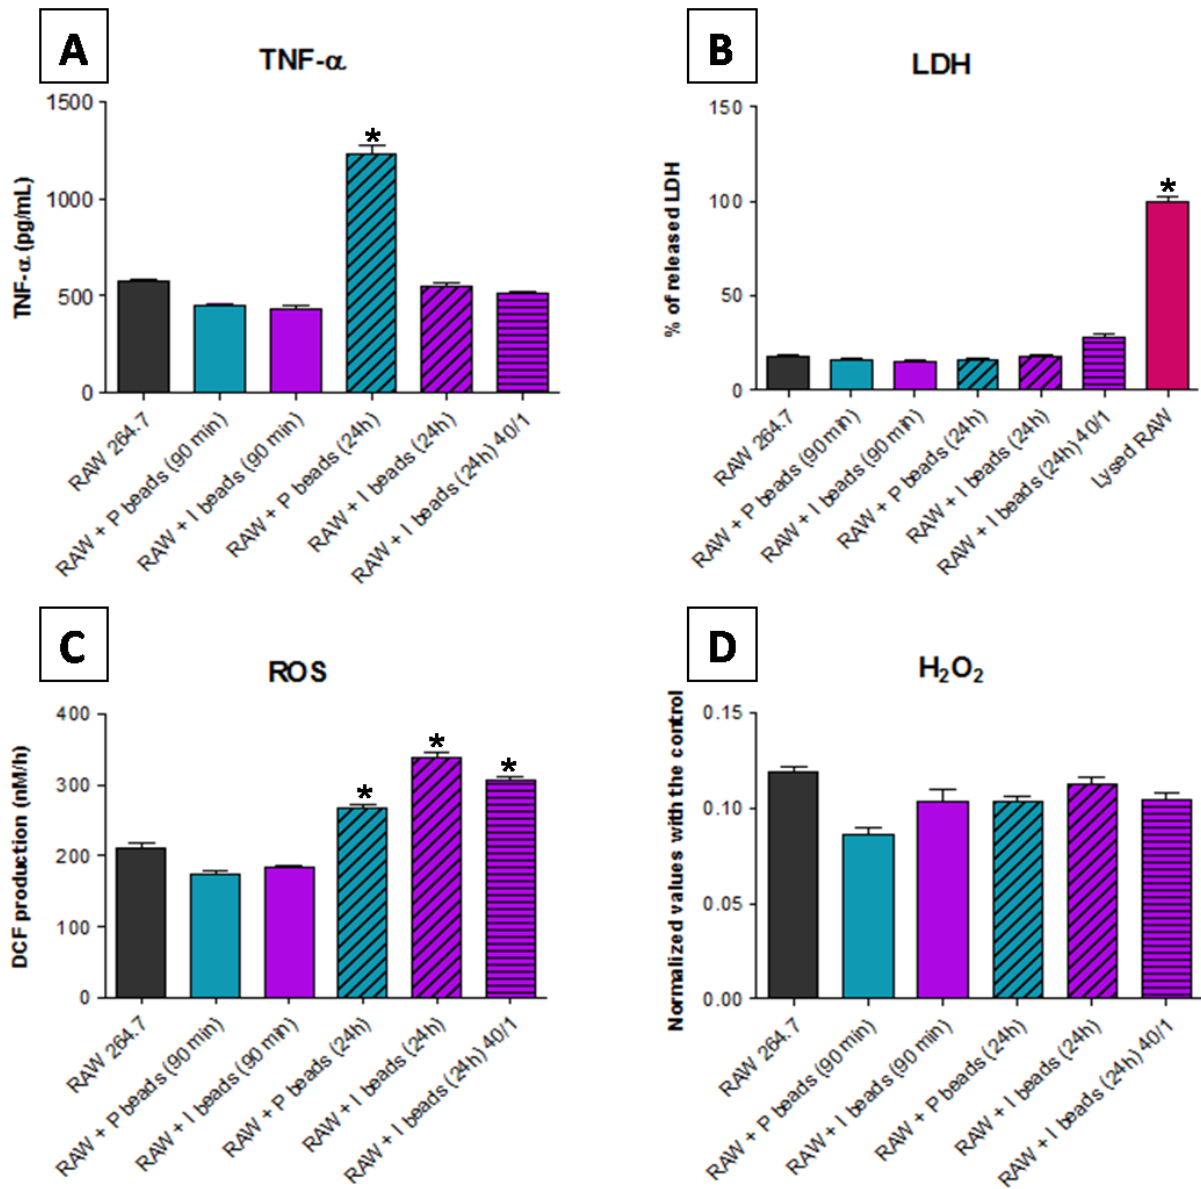 A
TNF-α
TNF-α (pg/mL)
1500
1000
500
0
*
RAW 264.7
RAW + P beads (90 min)
RAW + I beads (90 min)
RAW + P beads (24h)
RAW + I beads (24h)
RAW + I beads (24h) 40/1
B
LDH
% of released LDH
150
100
50
0
*
RAW 264.7
RAW + P beads (90 min)
RAW + I beads (90 min)
RAW + P beads (24h)
RAW + I beads (24h)
RAW + I beads (24h) 40/1
Lysed RAW
C
ROS
DCF production (nM/h)
400
300
200
100
0
*
*
*
RAW 264.7
RAW + P beads (90 min)
RAW + I beads (90 min)
RAW + P beads (24h)
RAW + I beads (24h)
RAW + I beads (24h) 40/1
D
H₂O₂
Normalized values with the control
0.15
0.10
0.05
0.00
RAW 264.7
RAW + P beads (90 min)
RAW + I beads (90 min)
RAW + P beads (24h)
RAW + I beads (24h)
RAW + I beads (24h) 40/1